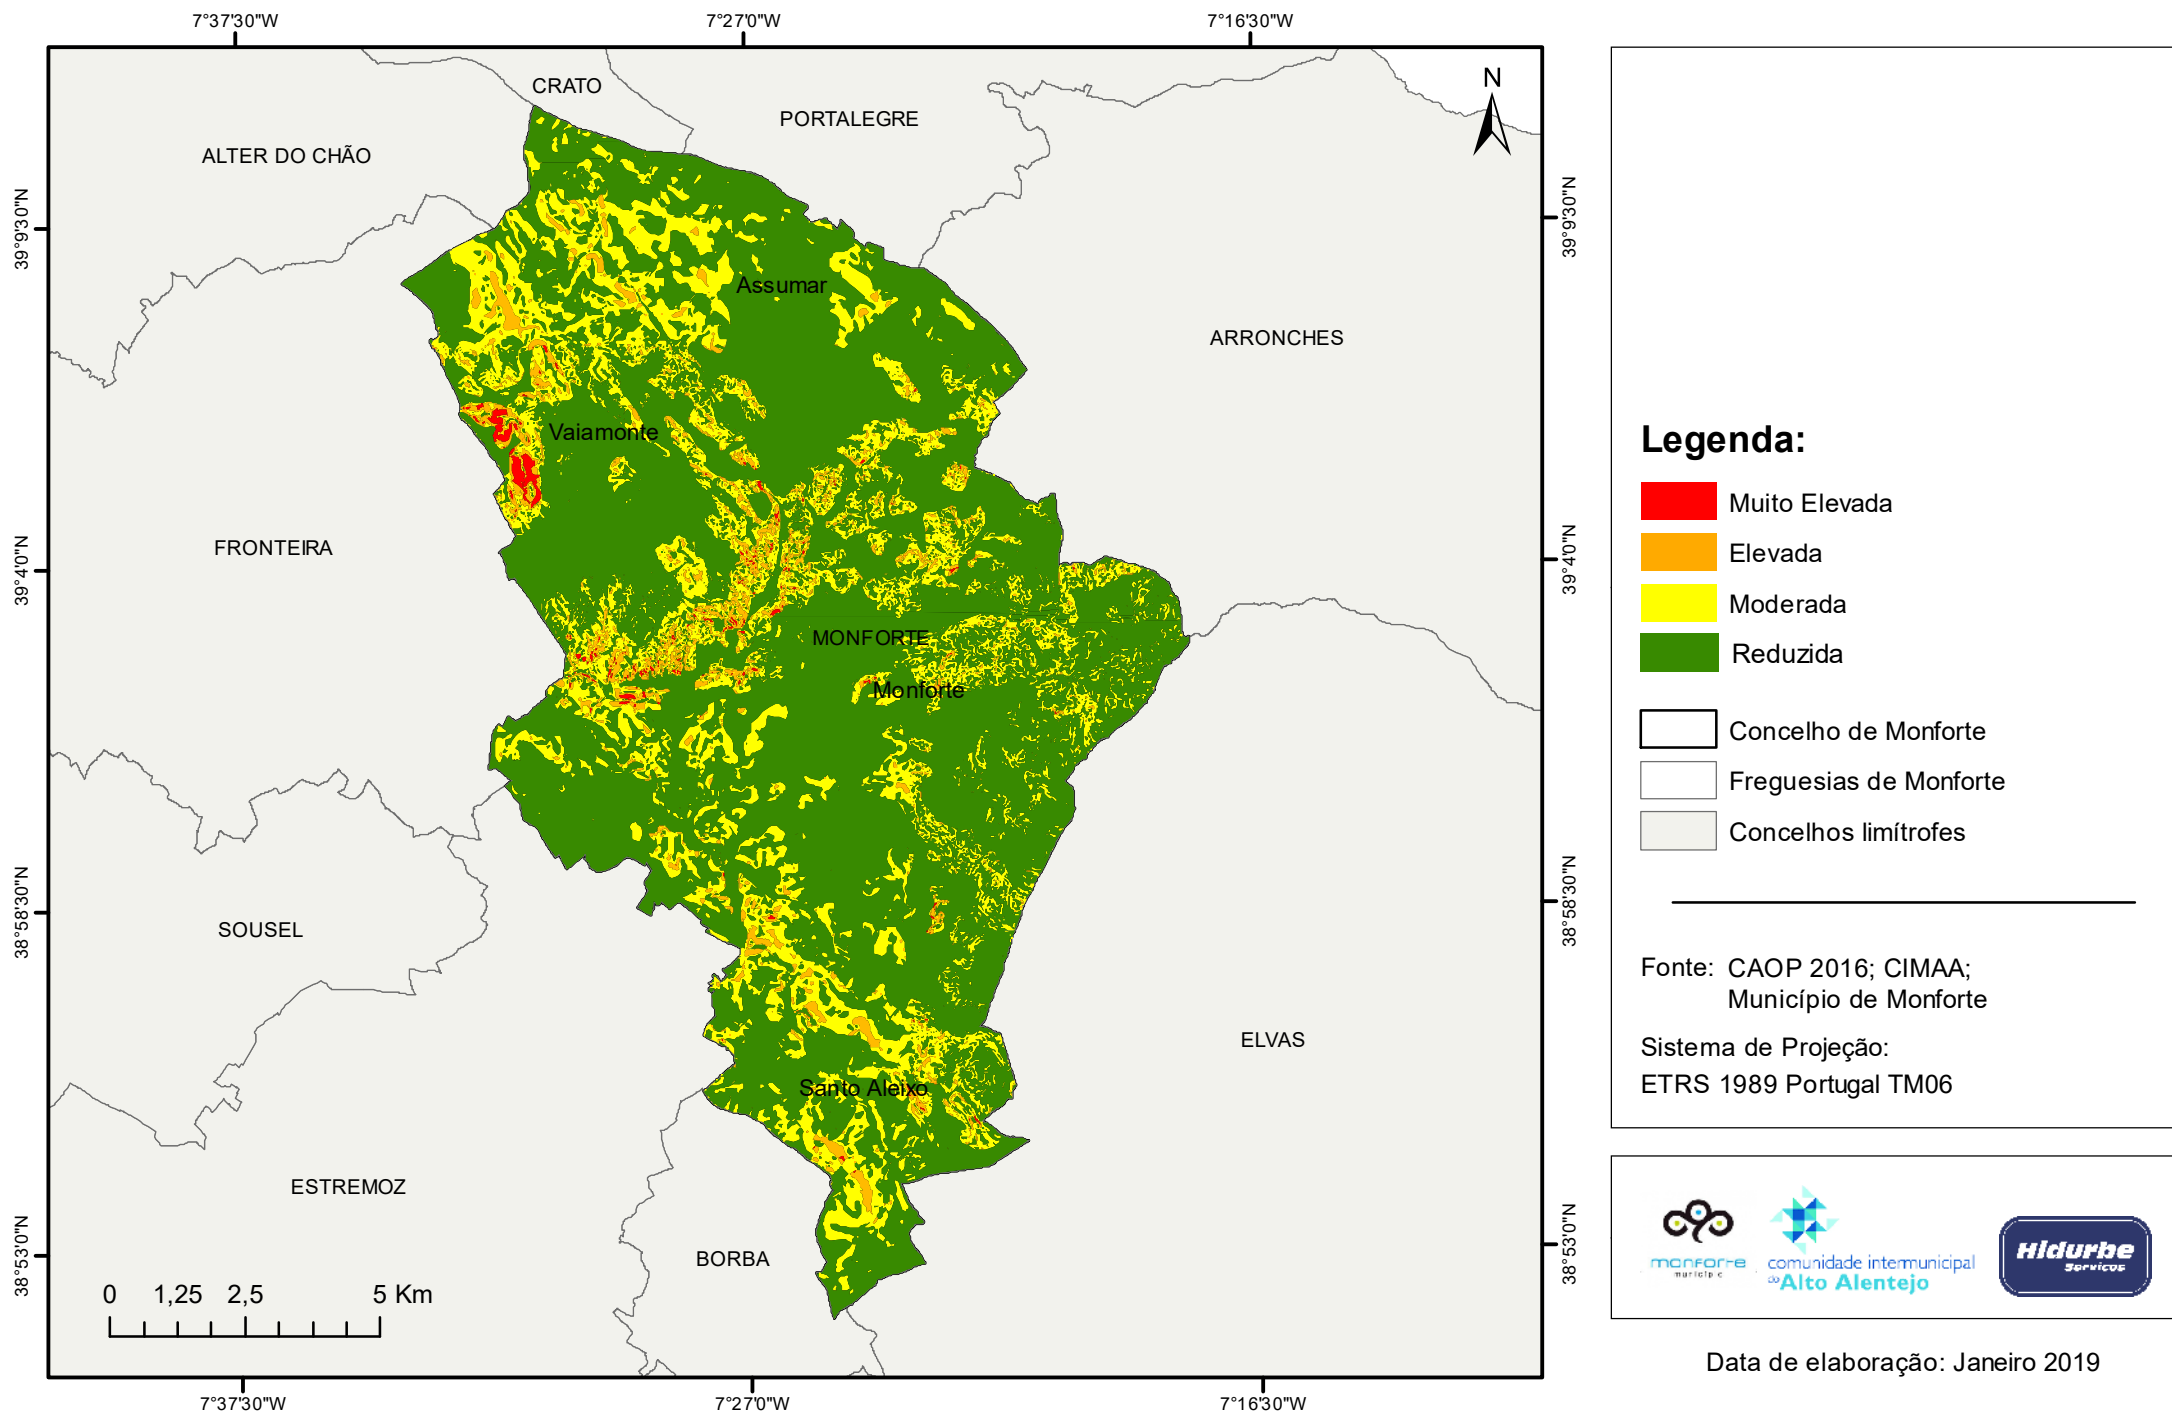 7°37'30"W
7°27'0"W
7°16'30"W
CRATO
N
PORTALEGRE
ALTER DO CHÃO
39°9'30"N
39°9'30"N
Assumar
ARRONCHES
Vaiamonte
FRONTEIRA
39°4'0"N
39°4'0"N
MONFORTE
Monforte
38°58'30"N
38°58'30"N
SOUSEL
ELVAS
Santo Aleixo
ESTREMOZ
BORBA
38°53'0"N
38°53'0"N
0 1,25 2,5 5 Km
7°37'30"W
7°27'0"W
7°16'30"W
Legenda:
Muito Elevada
Elevada
Moderada
Reduzida
Concelho de Monforte
Freguesias de Monforte
Concelhos limítrofes
Fonte: CAOP 2016; CIMAA;
Município de Monforte
Sistema de Projeção:
ETRS 1989 Portugal TM06
monforte
município
comunidade intermunicipal
do Alto Alentejo
Hidurbe
Serviços
Data de elaboração: Janeiro 2019